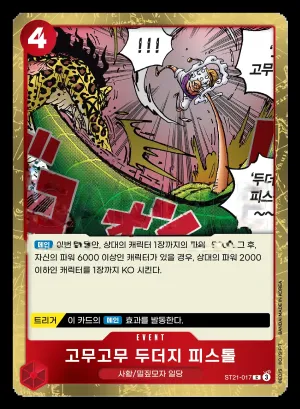 4
!!!
고무
고무
'두더지
피스
~~
메인 이번 안, 상대의 캐릭터 1장까지의 그 후,
자신의 파워 6000 이상인 캐릭터가 있을 경우, 상대의 파워 2000
이하인 캐릭터를 1장까지 KO 시킨다.
트리거 이 카드의 메인 효과를 발동한다.
EVENT
고무고무 두더지 피스톨
사황/밀짚모자 일당
ST21-017 3